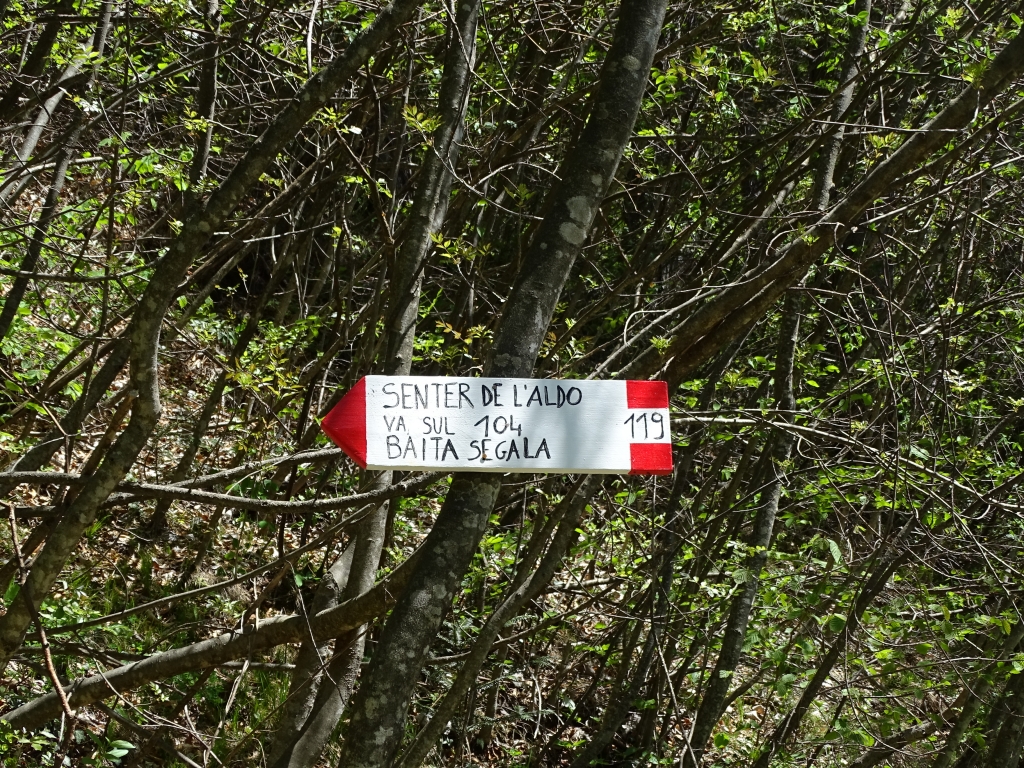 SENTER DE L'ALDO
VA SUL 104
BAITA SEGALA
119